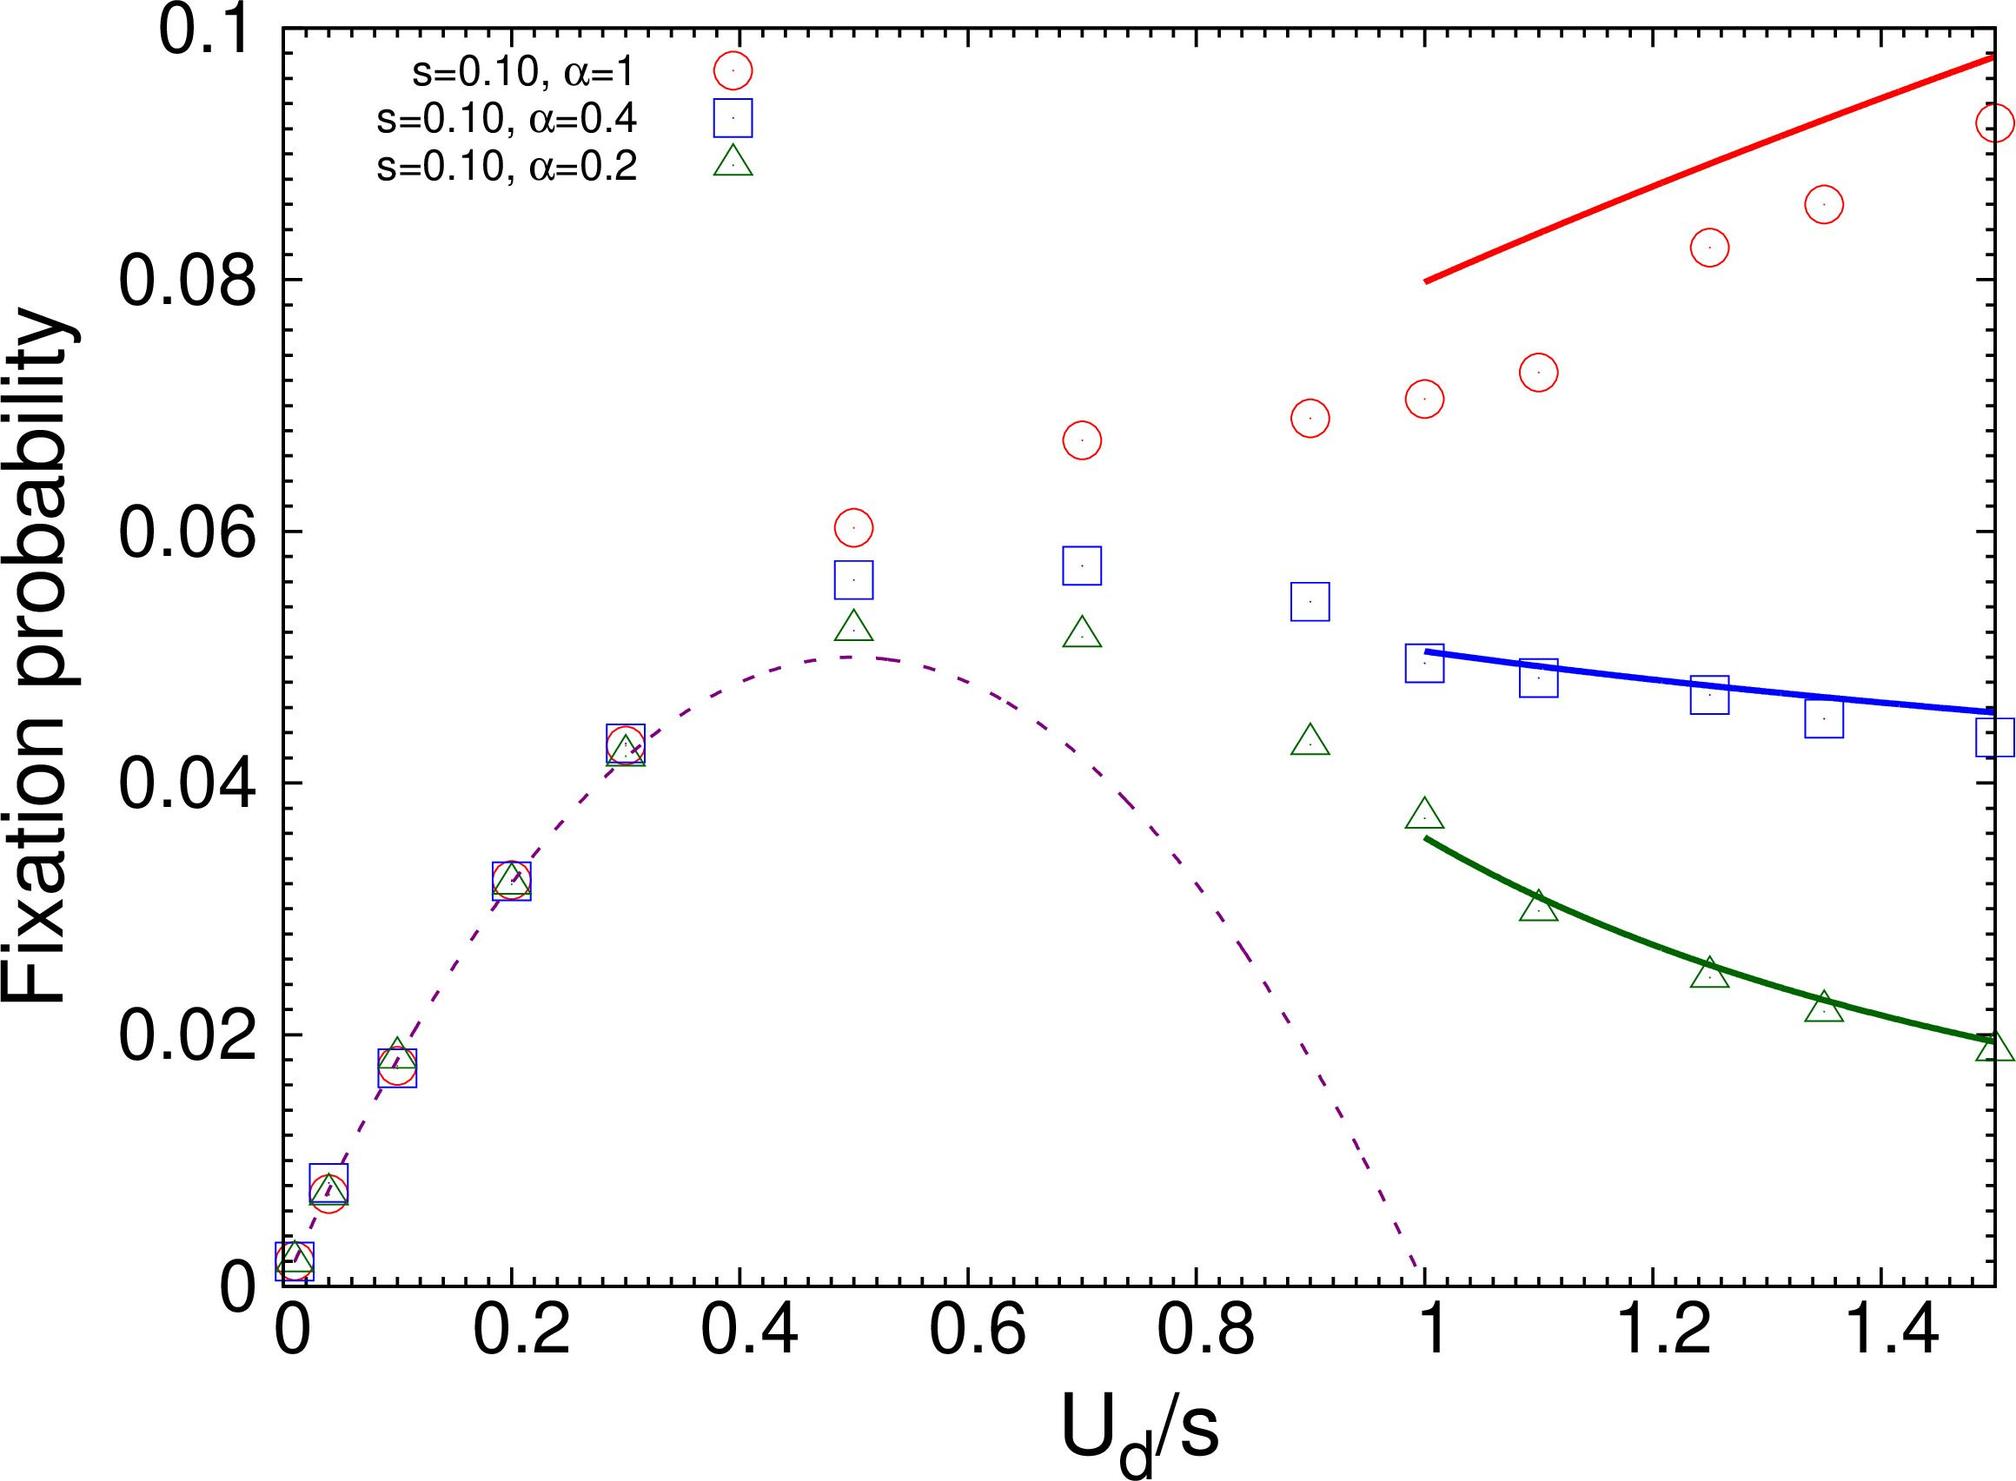 0.1
s=0.10, α=1
s=0.10, α=0.4
s=0.10, α=0.2
0.08
0.06
0.04
0.02
0
Fixation probability
0 0.2 0.4 0.6 0.8 1 1.2 1.4
U_d/s